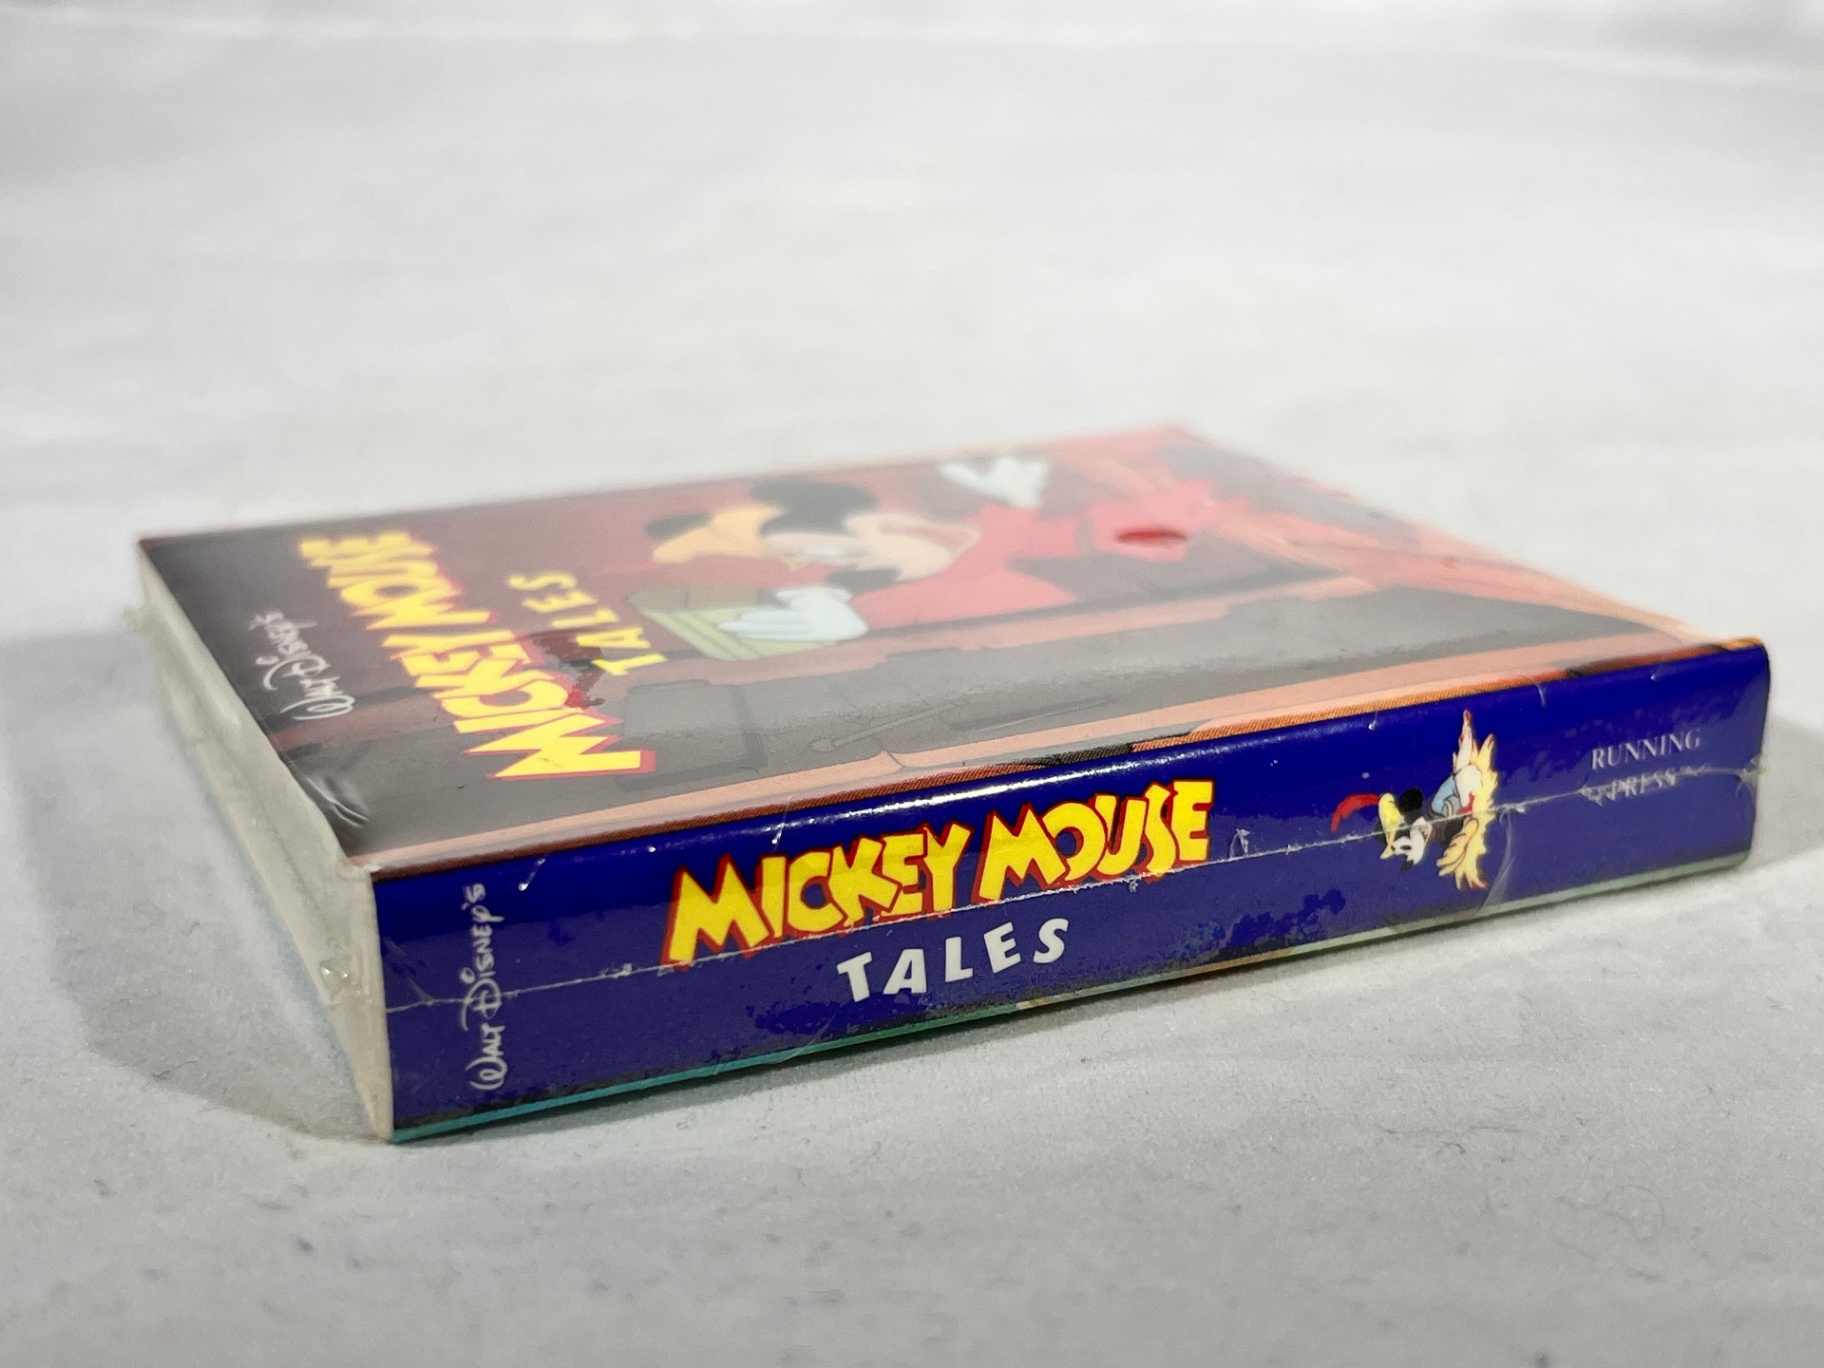 WALT DISNEY'S
MICKEY MOUSE
TALES
WALT DISNEY'S
MICKEY MOUSE
TALES
RUNNING
PRESS